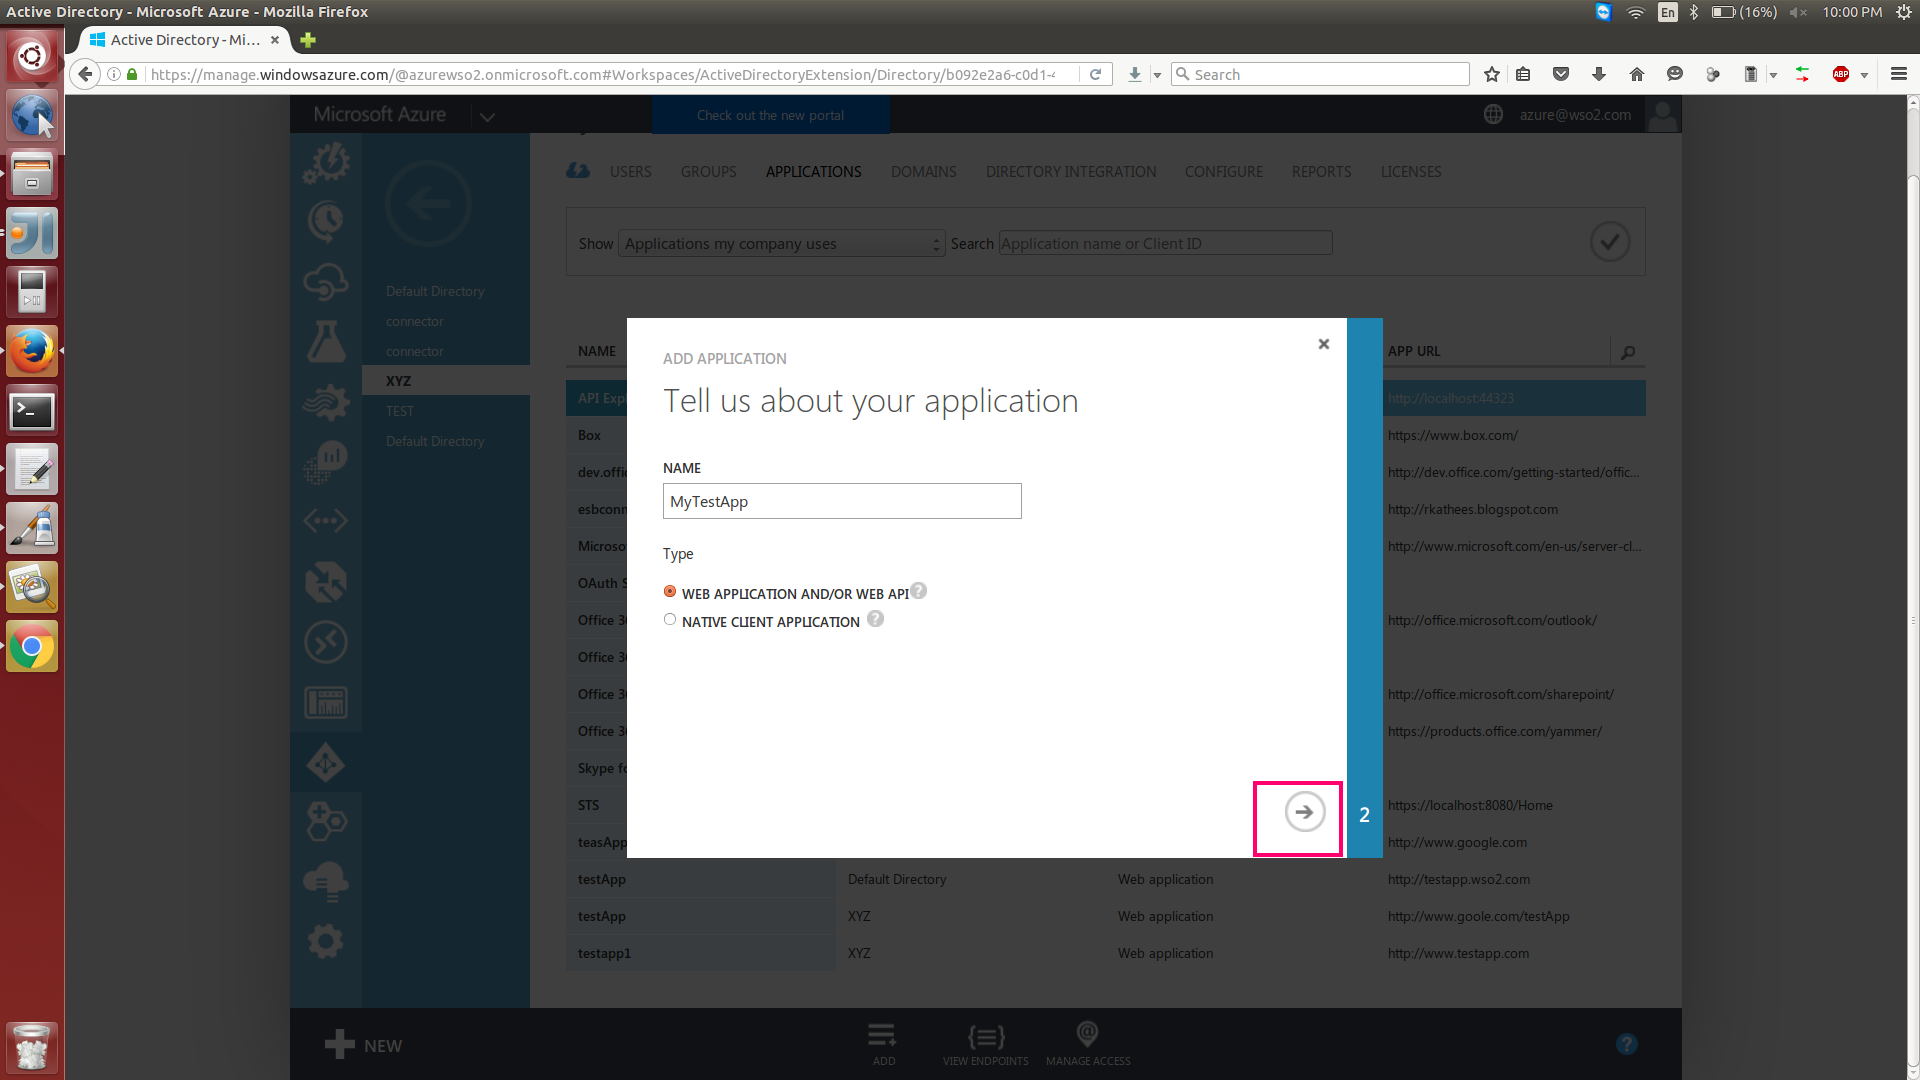 Active Directory - Microsoft Azure - Mozilla Firefox
En
(16%)
10:00 PM
Active Directory - Mi...
https://manage.windowsazure.com/@azurewso2.onmicrosoft.com#Workspaces/ActiveDirectoryExtension/Directory/b092e2a6-c0d1-4
Search
ABP
Microsoft Azure
Check out the new portal
azure@wso2.com
USERS
GROUPS
APPLICATIONS
DOMAINS
DIRECTORY INTEGRATION
CONFIGURE
REPORTS
LICENSES
Show
Applications my company uses
Search
Application name or Client ID
Default Directory
connector
connector
XYZ
TEST
Default Directory
NAME
APP URL
API Exp
http://localhost:44323
Box
https://www.box.com/
dev.offi
http://dev.office.com/getting-started/offic...
esbconn
http://rkathees.blogspot.com
Microso
http://www.microsoft.com/en-us/server-cl...
OAuth S
Office 3
http://office.microsoft.com/outlook/
Office 3
Office 3
http://office.microsoft.com/sharepoint/
Office 3
https://products.office.com/yammer/
Skype fo
STS
https://localhost:8080/Home
teasApp
http://www.google.com
testApp
Default Directory
Web application
http://testapp.wso2.com
testApp
XYZ
Web application
http://www.goole.com/testApp
testapp1
XYZ
Web application
http://www.testapp.com
ADD APPLICATION
Tell us about your application
NAME
MyTestApp
Type
WEB APPLICATION AND/OR WEB API
?
NATIVE CLIENT APPLICATION
?
2
NEW
ADD
VIEW ENDPOINTS
MANAGE ACCESS
?